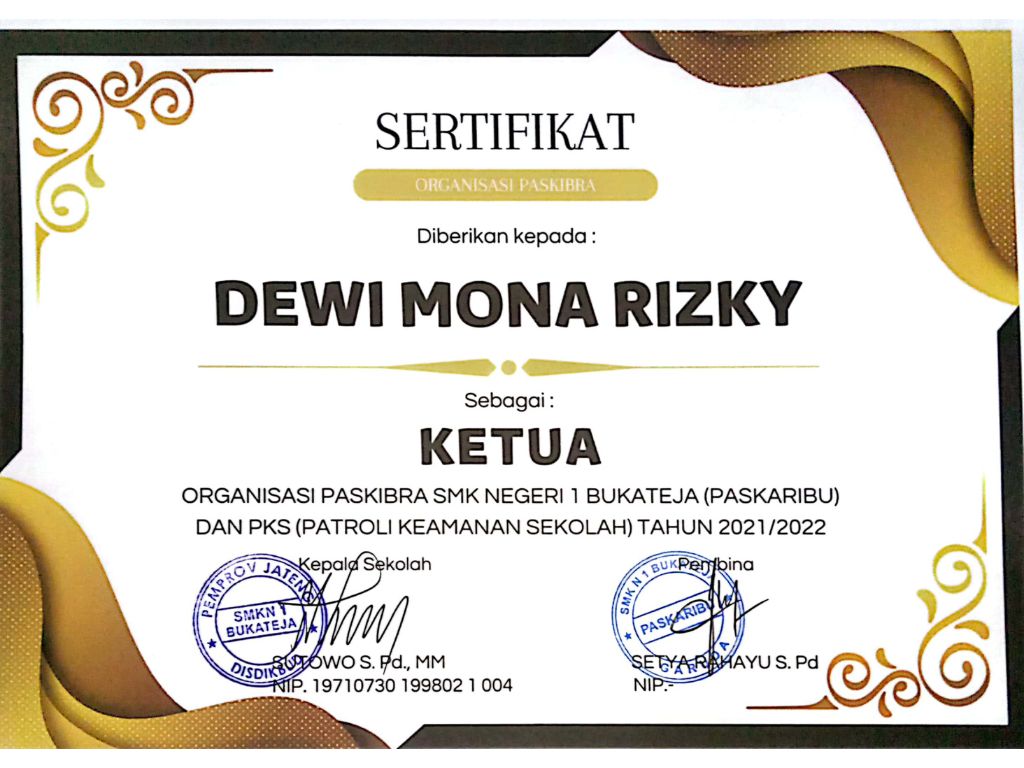 SERTIFIKAT
ORGANISASI PASKIBRA
Diberikan kepada :
DEWI MONA RIZKY
Sebagai :
KETUA
ORGANISASI PASKIBRA SMK NEGERI 1 BUKATEJA (PASKARIBU)
DAN PKS (PATROLI KEAMANAN SEKOLAH) TAHUN 2021/2022
Kepala Sekolah
PEMPROV JATENG
SMKN 1
BUKATEJA
DISDIKBUD
SUTOWO S. Pd., MM
NIP. 19710730 199802 1 004
Pembina
SMK N 1 BUKATEJA
PASKARIBU
SETYA RAHAYU S. Pd
NIP.-